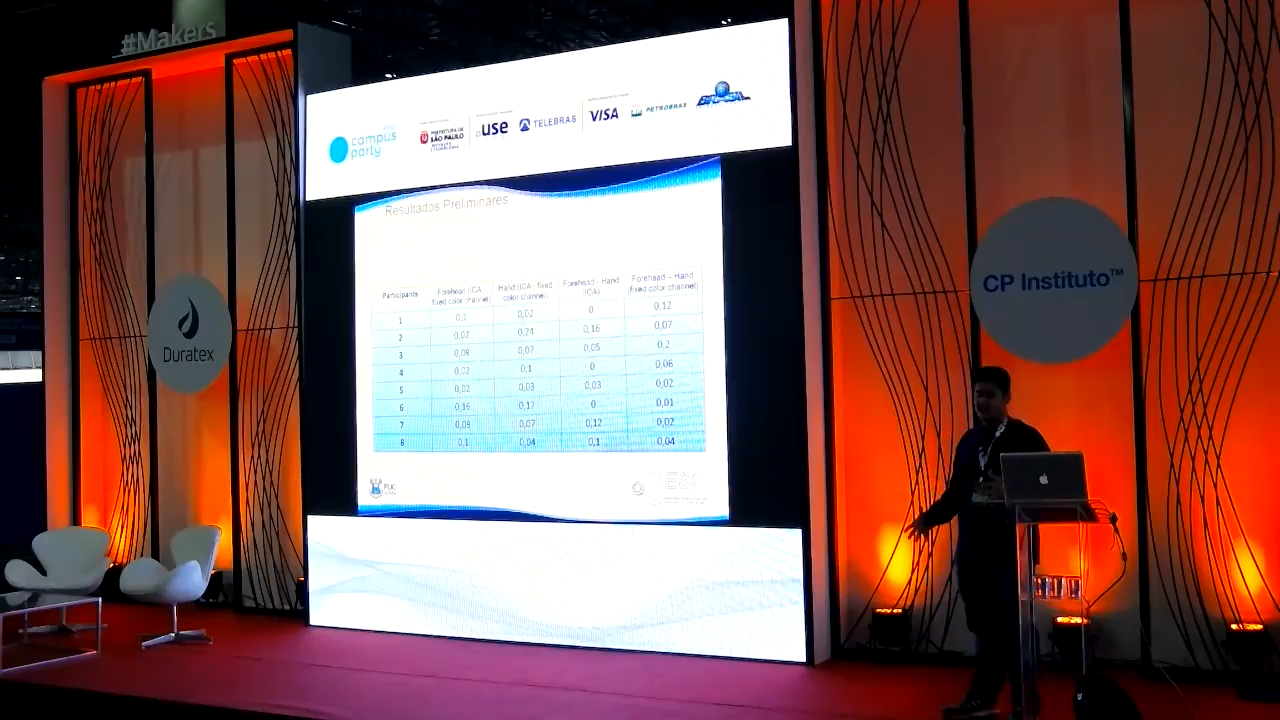 #Makers
campus
party
PREFEITURA DE
SÃO PAULO
use
TELEBRAS
VISA
PETROBRAS
BRASIL
Resultados Preliminares
Participants
Forehead (ICA - fixed color channel)
Hand (ICA - fixed color channel)
Forehead - Hand (ICA)
Forehead – Hand (fixed color channel)
1 0,1 0,02 0 0,12
2 0,02 0,24 0,16 0,07
3 0,08 0,07 0,05 0,2
4 0,02 0,1 0 0,06
5 0,02 0,03 0,03 0,02
6 0,16 0,17 0 0,01
7 0,08 0,07 0,12 0,02
8 0,1 0,04 0,1 0,04
PUC
Duratex
CP Instituto™